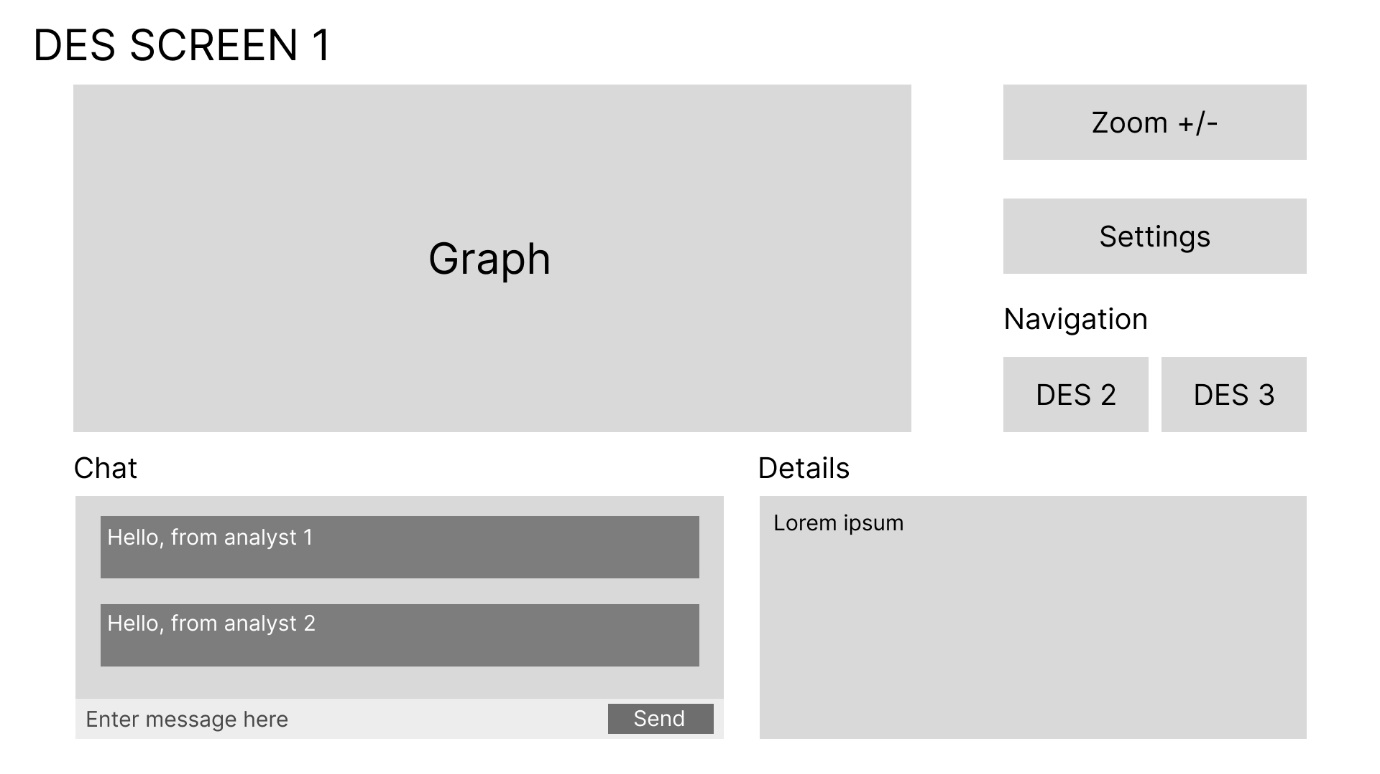 DES SCREEN 1
Graph
Zoom +/-
Settings
Navigation
DES 2
DES 3
Chat
Hello, from analyst 1
Hello, from analyst 2
Enter message here
Send
Details
Lorem ipsum